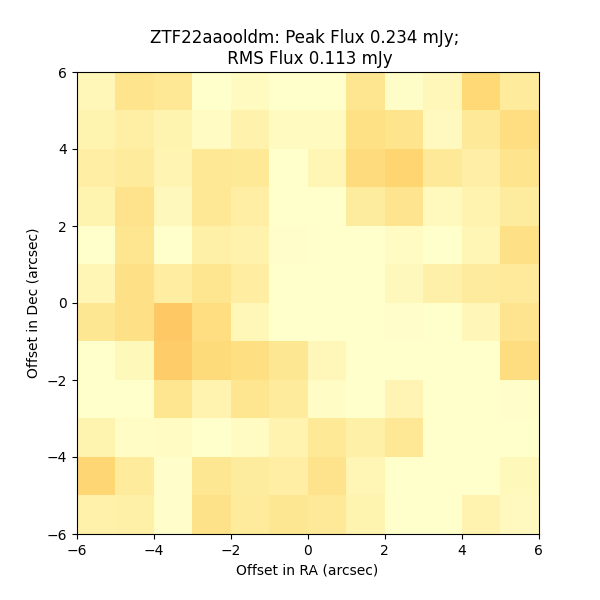 ZTF22aaooldm: Peak Flux 0.234 mJy;
RMS Flux 0.113 mJy
6
4
2
0
−2
−4
−6
Offset in Dec (arcsec)
−6 −4 −2 0 2 4 6
Offset in RA (arcsec)